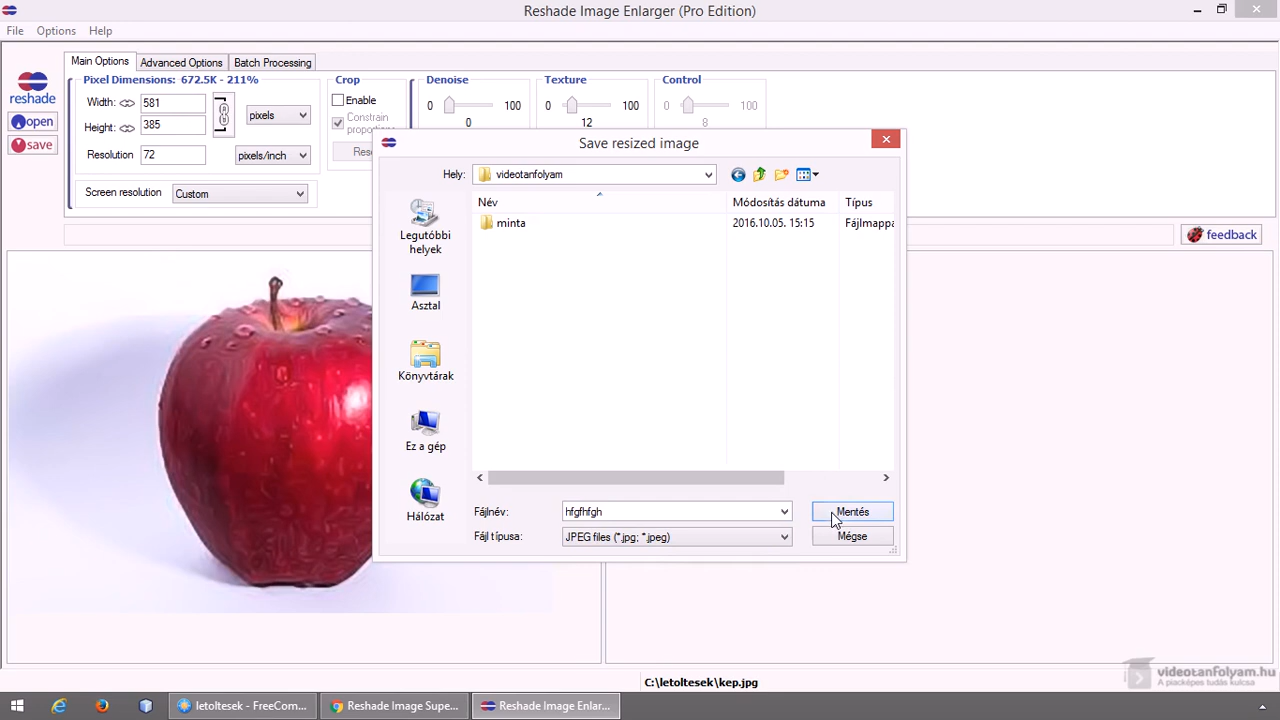 Reshade Image Enlarger (Pro Edition)
File Options Help
Main Options Advanced Options Batch Processing
reshade
open
save
Pixel Dimensions: 672.5K - 211%
Width: 581
Height: 385
pixels
Resolution 72 pixels/inch
Screen resolution Custom
Crop
Enable
Constrain
Denoise
0 100
0
Texture
0 100
12
Control
0 100
8
feedback
Save resized image
Hely: videotanfolyam
Név Módosítás dátuma Típus
minta 2016.10.05. 15:15 Fájlmappa
Legutóbbi
helyek
Asztal
Könyvtárak
Ez a gép
Hálózat
Fájlnév: hfgfhfgh Mentés
Fájl típusa: JPEG files (*.jpg; *.jpeg) Mégse
C:\letoltesek\kep.jpg
videotanfolyam.hu
A piacképes tudás kulcsa
letoltesek - FreeCom... Reshade Image Supe... Reshade Image Enlar...